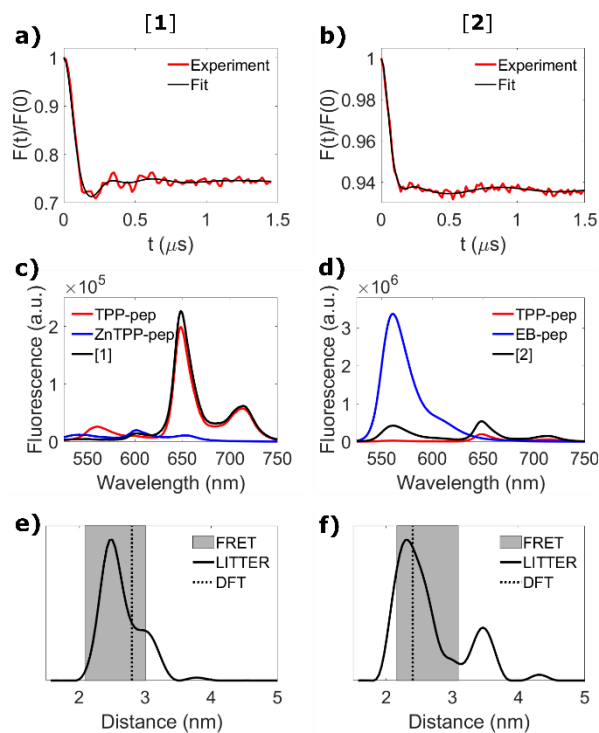 [1] [2]
a) b)
1
0.9
0.8
0.7
F(t)/F(0)
Experiment
Fit
0 0.5 1 1.5
t (μs)
1
0.98
0.96
0.94
F(t)/F(0)
Experiment
Fit
0 0.5 1 1.5
t (μs)
c) d)
×10⁵
2
1
0
Fluorescence (a.u.)
TPP-pep
ZnTPP-pep
[1]
550 600 650 700 750
Wavelength (nm)
×10⁶
3
2
1
0
Fluorescence (a.u.)
TPP-pep
EB-pep
[2]
550 600 650 700 750
Wavelength (nm)
e) f)
FRET
LITTER
DFT
2 3 4 5
Distance (nm)
FRET
LITTER
DFT
2 3 4 5
Distance (nm)